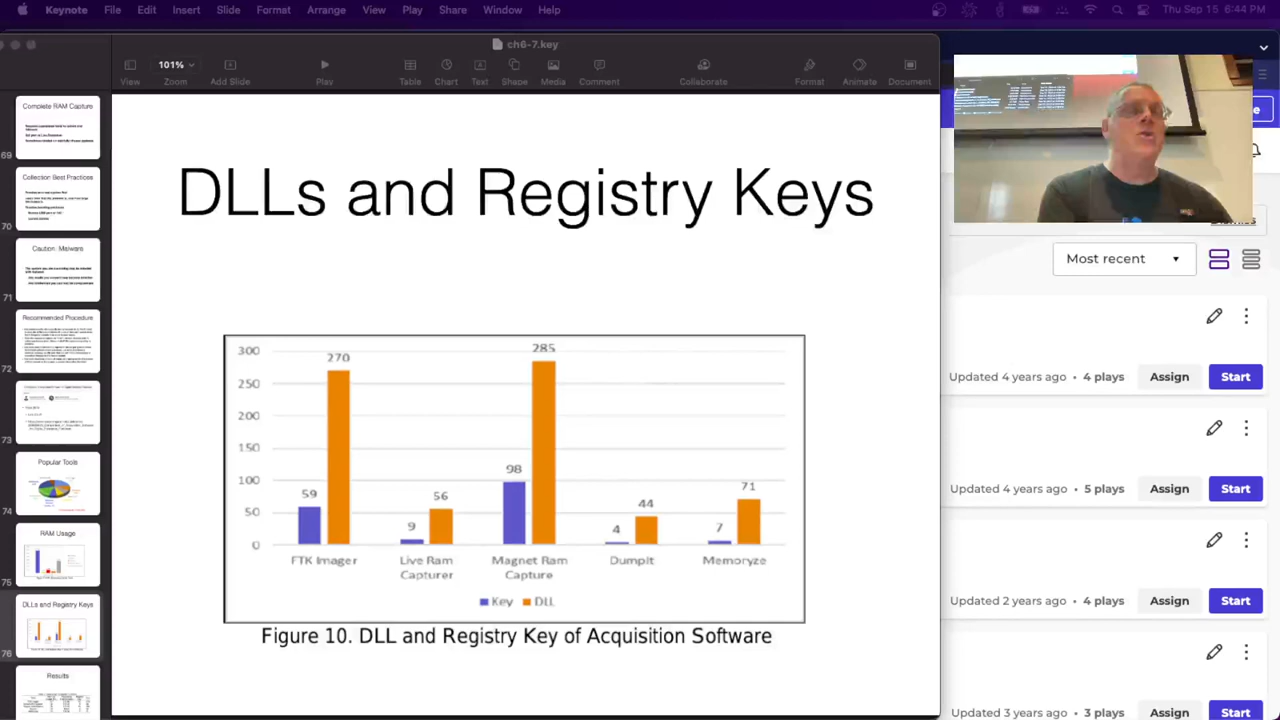 Keynote File Edit Insert Slide Format Arrange View Play Share Window Help Thu Sep 15 6:44 PM
ch6-7.key
101%
View Zoom Add Slide Play Table Chart Text Shape Media Comment Collaborate Format Animate Document
Complete RAM Capture
69
Collection Best Practices
70
Caution: Malware
71
Recommended Procedure
72
73
Popular Tools
74
RAM Usage
75
DLLs and Registry Keys
76
Results
DLLs and Registry Keys
270 285
250
200
150
100
50
0
59 9 56 98 4 44 7 71
FTK Imager Live Ram Capturer Magnet Ram Capture DumpIt Memoryze
Key DLL
Figure 10. DLL and Registry Key of Acquisition Software
Most recent
Updated 4 years ago • 4 plays Assign Start
Updated 4 years ago • 5 plays Assign Start
Updated 2 years ago • 4 plays Assign Start
Updated 3 years ago • 3 plays Assign Start